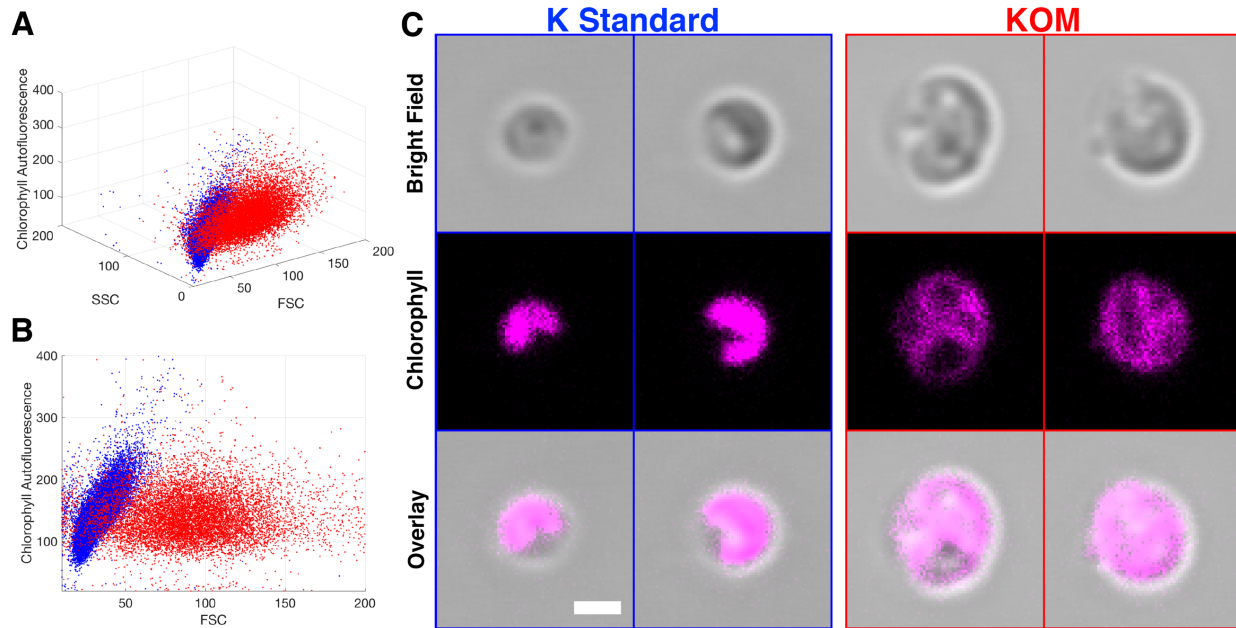 A
Chlorophyll Autofluorescence
400
300
200
100
200
100
0
SSC
50
100
150
200
FSC
B
Chlorophyll Autofluorescence
400
300
200
100
50
100
150
200
FSC
C
K Standard
KOM
Bright Field
Chlorophyll
Overlay